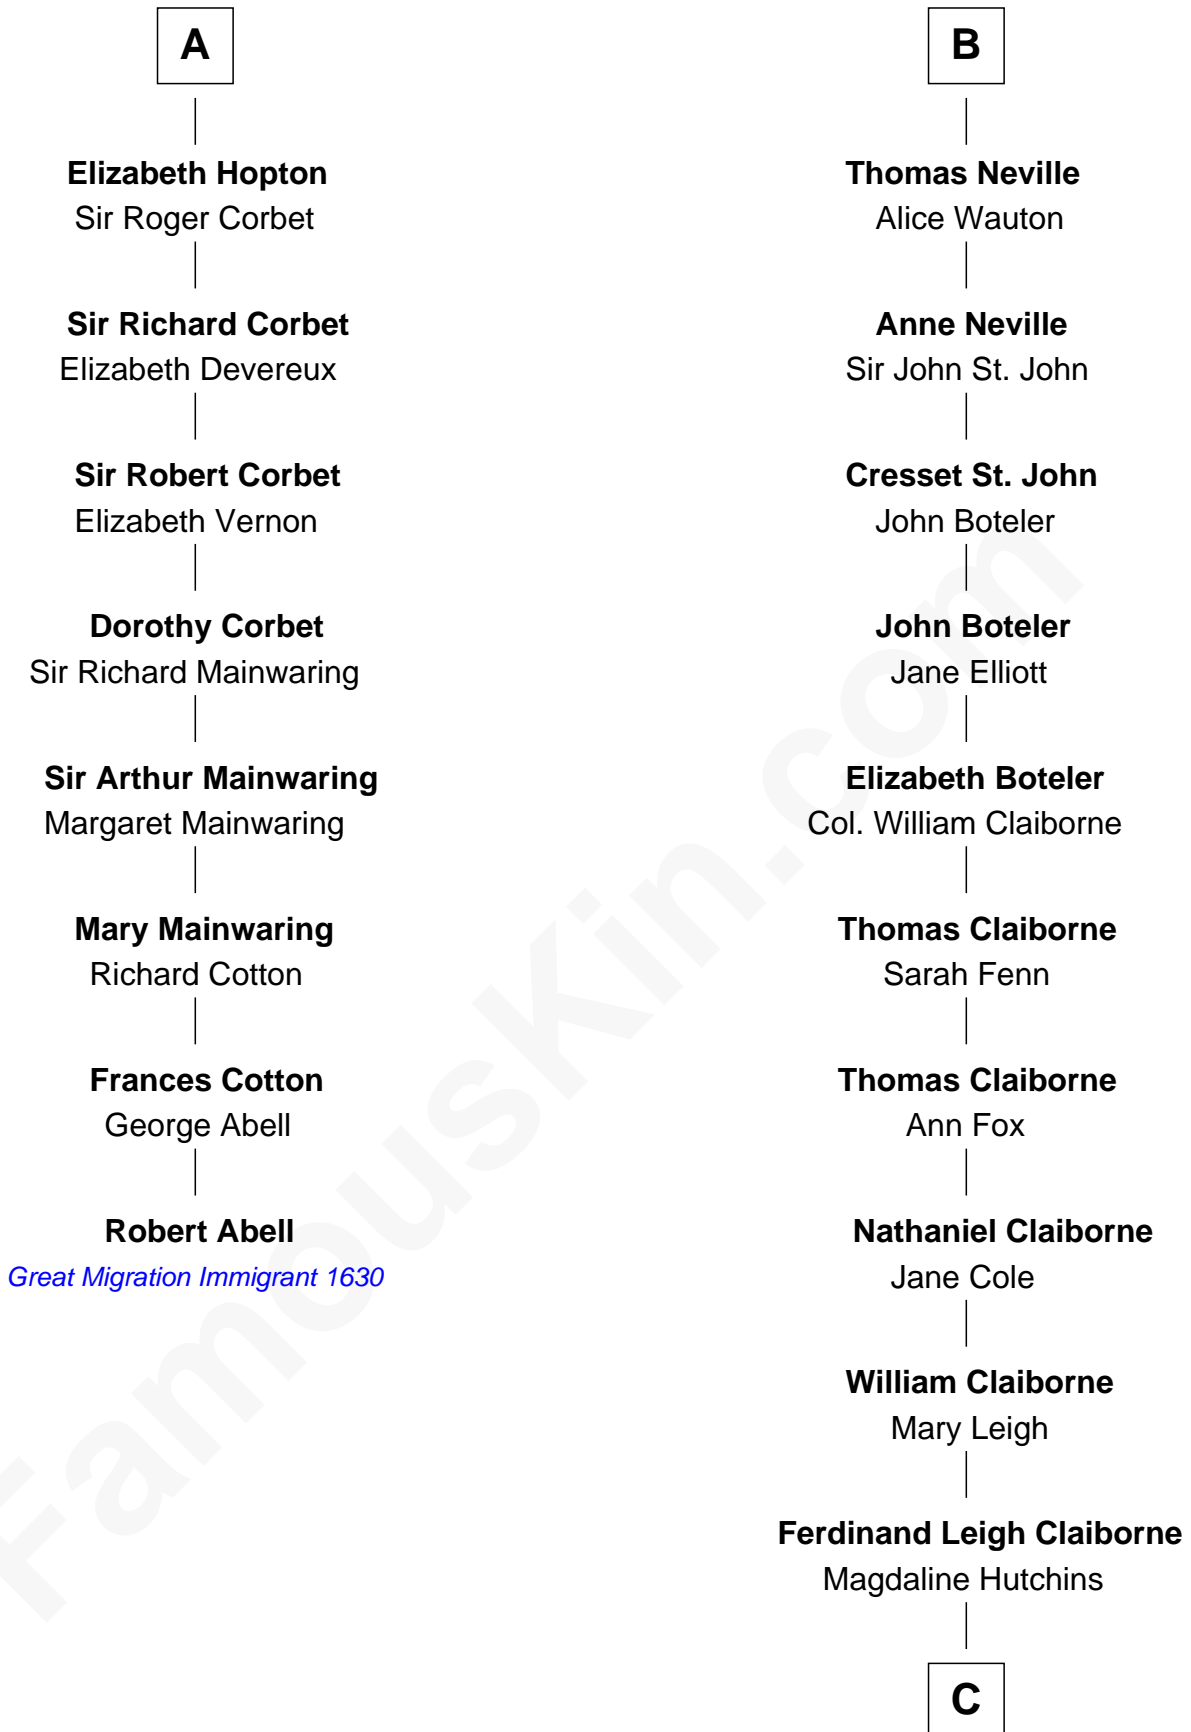 A
Elizabeth Hopton
Sir Roger Corbet
Sir Richard Corbet
Elizabeth Devereux
Sir Robert Corbet
Elizabeth Vernon
Dorothy Corbet
Sir Richard Mainwaring
Sir Arthur Mainwaring
Margaret Mainwaring
Mary Mainwaring
Richard Cotton
Frances Cotton
George Abell
Robert Abell
Great Migration Immigrant 1630
B
Thomas Neville
Alice Wauton
Anne Neville
Sir John St. John
Cresset St. John
John Boteler
John Boteler
Jane Elliott
Elizabeth Boteler
Col. William Claiborne
Thomas Claiborne
Sarah Fenn
Thomas Claiborne
Ann Fox
Nathaniel Claiborne
Jane Cole
William Claiborne
Mary Leigh
Ferdinand Leigh Claiborne
Magdaline Hutchins
C
FamousKin.com